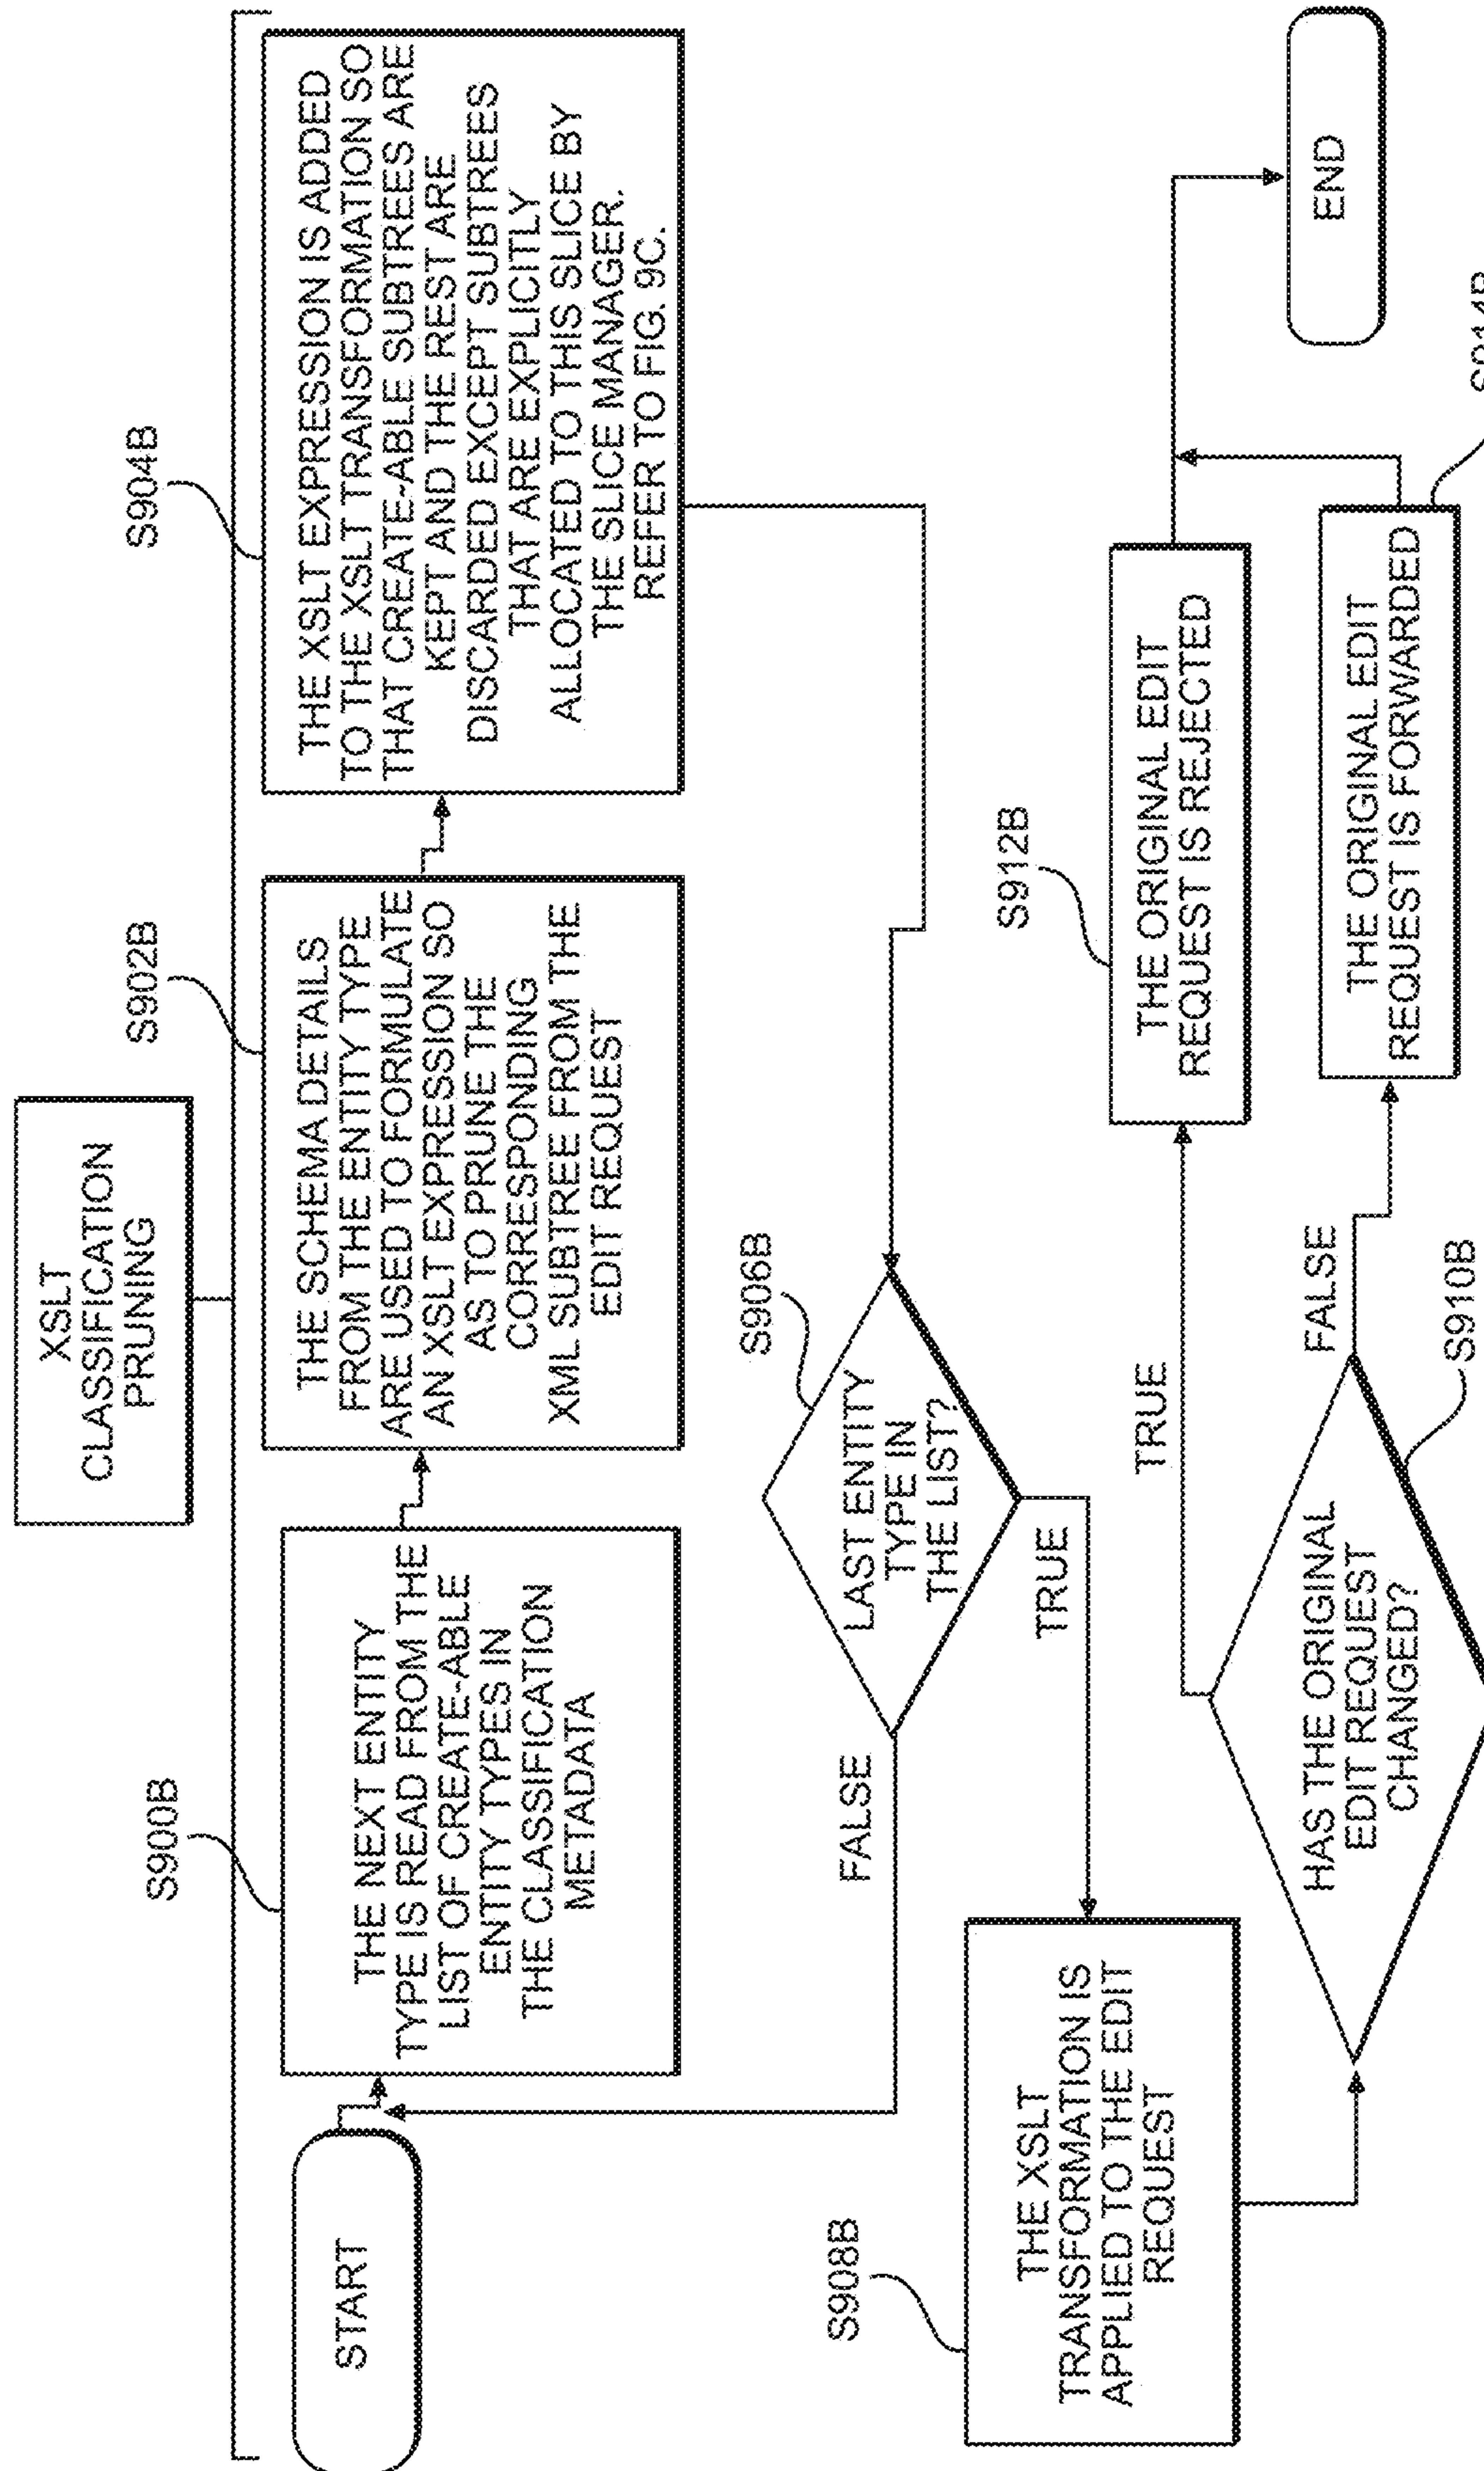 XSLT
CLASSIFICATION
PRUNING
START
S900B
THE NEXT ENTITY
TYPE IS READ FROM THE
LIST OF CREATE-ABLE
ENTITY TYPES IN
THE CLASSIFICATION
METADATA
S902B
THE SCHEMA DETAILS
FROM THE ENTITY TYPE
ARE USED TO FORMULATE
AN XSLT EXPRESSION SO
AS TO PRUNE THE
CORRESPONDING
XML SUBTREE FROM THE
EDIT REQUEST
S904B
THE XSLT EXPRESSION IS ADDED
TO THE XSLT TRANSFORMATION SO
THAT CREATE-ABLE SUBTREES ARE
KEPT AND THE REST ARE
DISCARDED EXCEPT SUBTREES
THAT ARE EXPLICITLY
ALLOCATED TO THIS SLICE BY
THE SLICE MANAGER.
REFER TO FIG. 9C.
S906B
LAST ENTITY
TYPE IN
THE LIST?
FALSE
TRUE
S908B
THE XSLT
TRANSFORMATION IS
APPLIED TO THE EDIT
REQUEST
HAS THE ORIGINAL
EDIT REQUEST
CHANGED?
S910B
TRUE
FALSE
S912B
THE ORIGINAL EDIT
REQUEST IS REJECTED
THE ORIGINAL EDIT
REQUEST IS FORWARDED
END